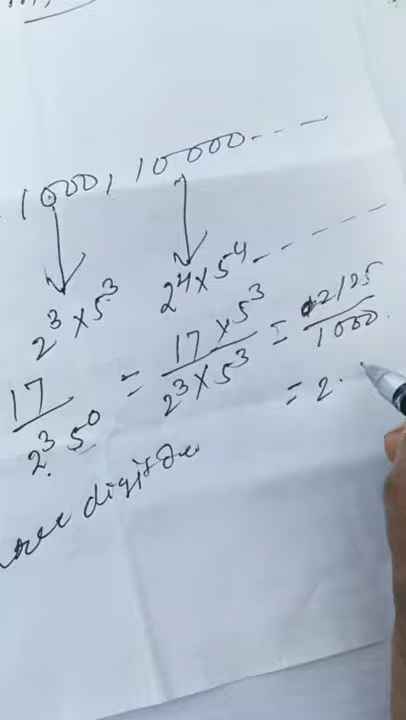 1000, 10000 - - - -
2³ × 5³ 2⁴ × 5⁴ - - - - -
17 / 2³ 5⁰ = 17 × 5³ / 2³ × 5³ = 2125 / 1000
= 2.
digits